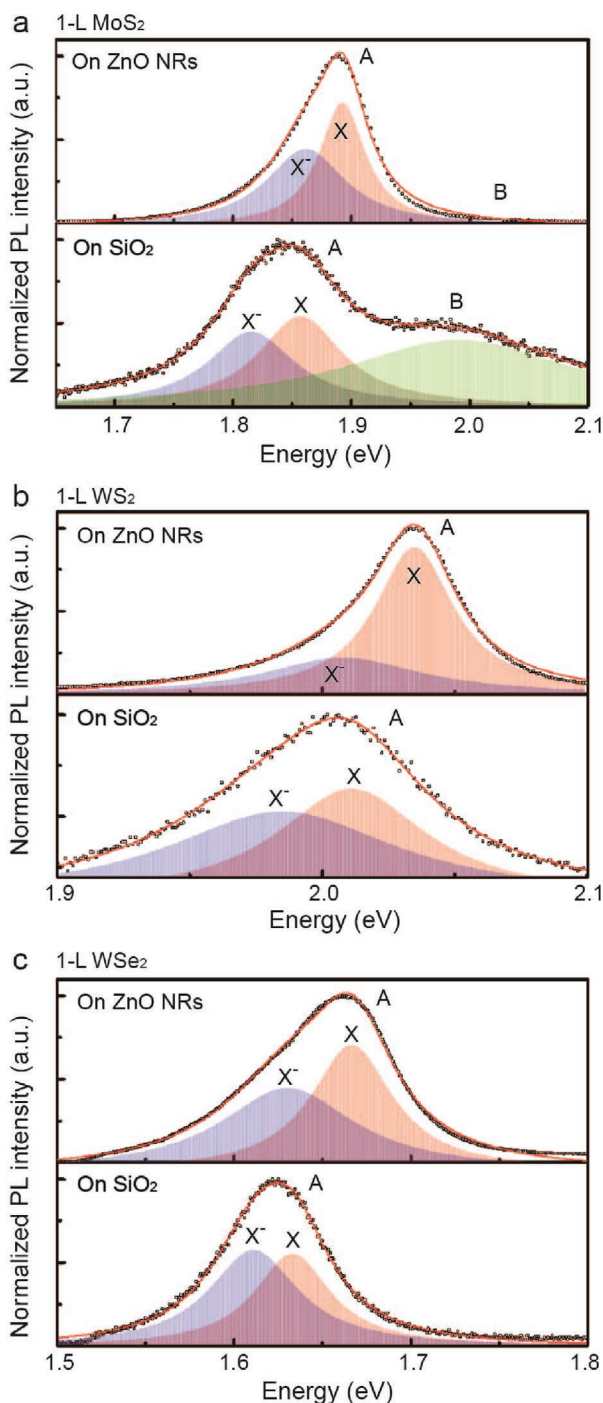 a 1-L MoS₂
On ZnO NRs
A
X
X⁻
B
On SiO₂
A
B
X⁻
X
1.7 1.8 1.9 2.0 2.1
Energy (eV)
Normalized PL intensity (a.u.)
b 1-L WS₂
On ZnO NRs
A
X
X⁻
On SiO₂
A
X
X⁻
1.9 2.0 2.1
Energy (eV)
Normalized PL intensity (a.u.)
c 1-L WSe₂
On ZnO NRs
A
X
X⁻
On SiO₂
A
X⁻ X
1.5 1.6 1.7 1.8
Energy (eV)
Normalized PL intensity (a.u.)